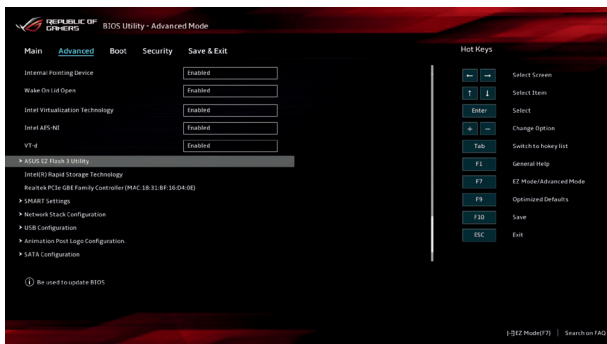 REPUBLIC OF
GAMERS
BIOS Utility - Advanced Mode
Main Advanced Boot Security Save & Exit
Hot Keys
Internal Pointing Device Enabled
Wake On Lid Open Enabled
Intel Virtualization Technology Enabled
Intel AES-NI Enabled
VT-d Enabled
> ASUS EZ Flash 3 Utility
Intel(R) Rapid Storage Technology
Realtek PCIe GBE Family Controller (MAC:18:31:BF:16:D4:0E)
> SMART Settings
> Network Stack Configuration
> USB Configuration
> Animation Post Logo Configuration.
> SATA Configuration
Be used to update BIOS
← → Select Screen
↑ ↓ Select Item
Enter Select
+ − Change Option
Tab Switch to hokey list
F1 General Help
F7 EZ Mode/Advanced Mode
F9 Optimized Defaults
F10 Save
ESC Exit
EZ Mode(F7) | Search on FAQ